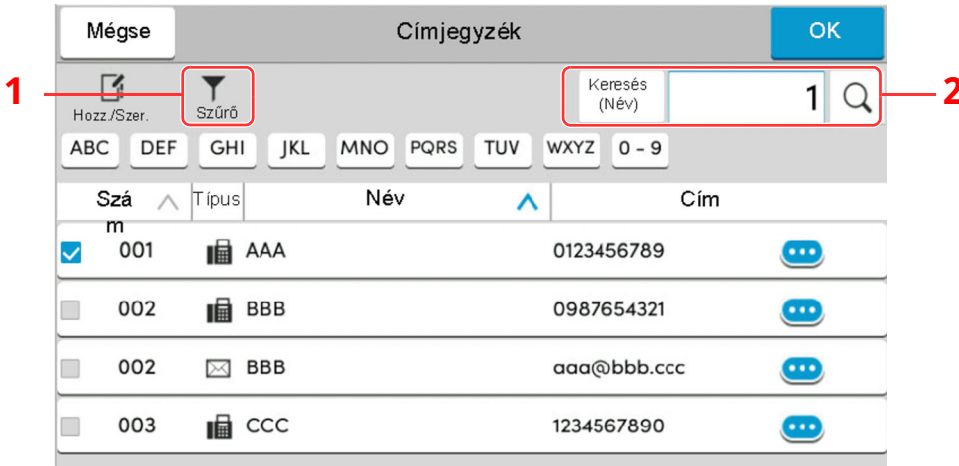 Mégse Címjegyzék OK
1 Hozz./Szer. Szűrő Keresés (Név) 1 2
ABC DEF GHI JKL MNO PQRS TUV WXYZ 0 - 9
Szám Típus Név Cím
001 AAA 0123456789
002 BBB 0987654321
002 BBB aaa@bbb.ccc
003 CCC 1234567890